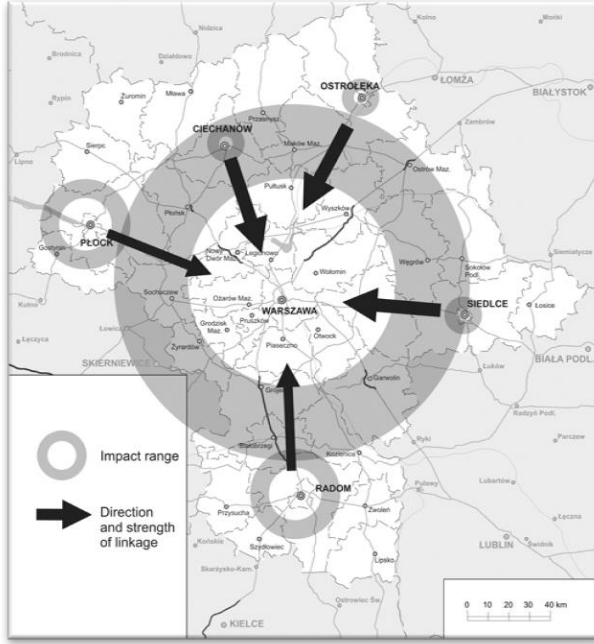 Nidzica
Kolno
Mońki
Brodnica
Działdowo
OSTROŁĘKA
ŁOMŻA
BIAŁYSTOK
Rypin
Żuromin
Mława
CIECHANÓW
Przasnysz
Zambrów
Lipno
Sierpc
Maków Maz.
Ostrów Maz.
Pułtusk
Płońsk
Wyszków
PŁOCK
Gostynin
Nowy
Dwór Maz.
Legionowo
Węgrów
Sokołów
Podl.
Siemiatycze
Wołomin
Kutno
Sochaczew
Ożarów Maz.
WARSZAWA
SIEDLCE
Łosice
Łowicz
Pruszków
Grodzisk
Maz.
Otwock
Łęczyca
Żyrardów
Piaseczno
SKIERNIEWICE
BIAŁA PODL.
Łuków
Garwolin
Grójec
Radzyń Podl.
Białobrzegi
Ryki
Parczew
Kozienice
Impact range
RADOM
Puławy
Lubartów
Direction
and strength
of linkage
Przysucha
Zwoleń
Łęczna
Szydłowiec
Końskie
Świdnik
LUBLIN
Lipsko
Skarżysko-Kam.
Ostrowiec Św.
KIELCE
0 10 20 30 40 km